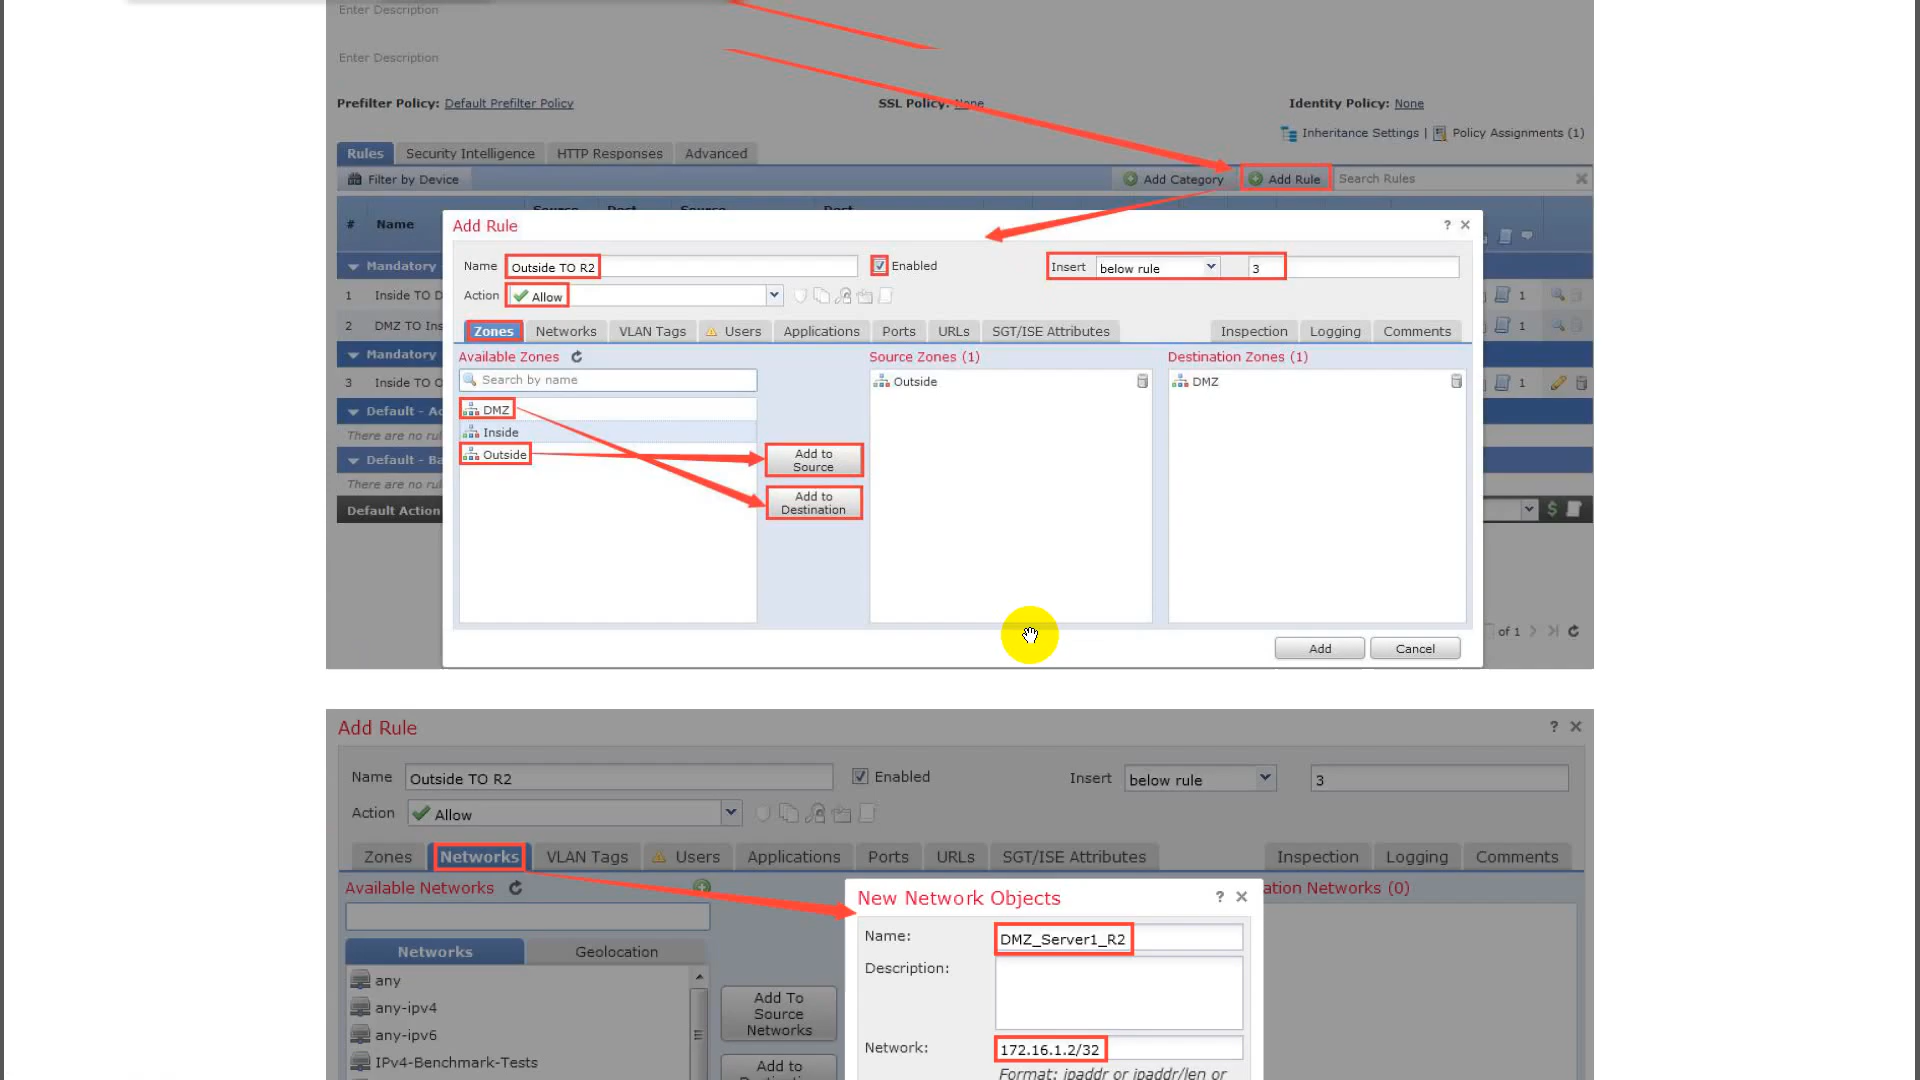 Enter Description
Enter Description
Prefilter Policy: Default Prefilter Policy
SSL Policy: None
Identity Policy: None
Inheritance Settings | Policy Assignments (1)
Rules Security Intelligence HTTP Responses Advanced
Filter by Device
Add Category Add Rule Search Rules
# Name
Add Rule
Name Outside TO R2 Enabled Insert below rule 3
Mandatory
Action Allow
1 Inside TO D 1
2 DMZ TO Ins 1
Zones Networks VLAN Tags Users Applications Ports URLs SGT/ISE Attributes Inspection Logging Comments
Mandatory
Available Zones Source Zones (1) Destination Zones (1)
Search by name
3 Inside TO O 1
Outside
DMZ
DMZ
Default - Ac
Inside
There are no rul
Outside
Default - Ba
Add to
Source
There are no rul
Add to
Destination
Default Action
of 1
Add Cancel
Add Rule
Name Outside TO R2 Enabled Insert below rule 3
Action Allow
Zones Networks VLAN Tags Users Applications Ports URLs SGT/ISE Attributes Inspection Logging Comments
Available Networks
ation Networks (0)
New Network Objects
Name: DMZ_Server1_R2
Networks Geolocation
Description:
any
any-ipv4
any-ipv6
IPv4-Benchmark-Tests
Add To
Source
Networks
Add to
Network: 172.16.1.2/32
Format: ipaddr or ipaddr/len or